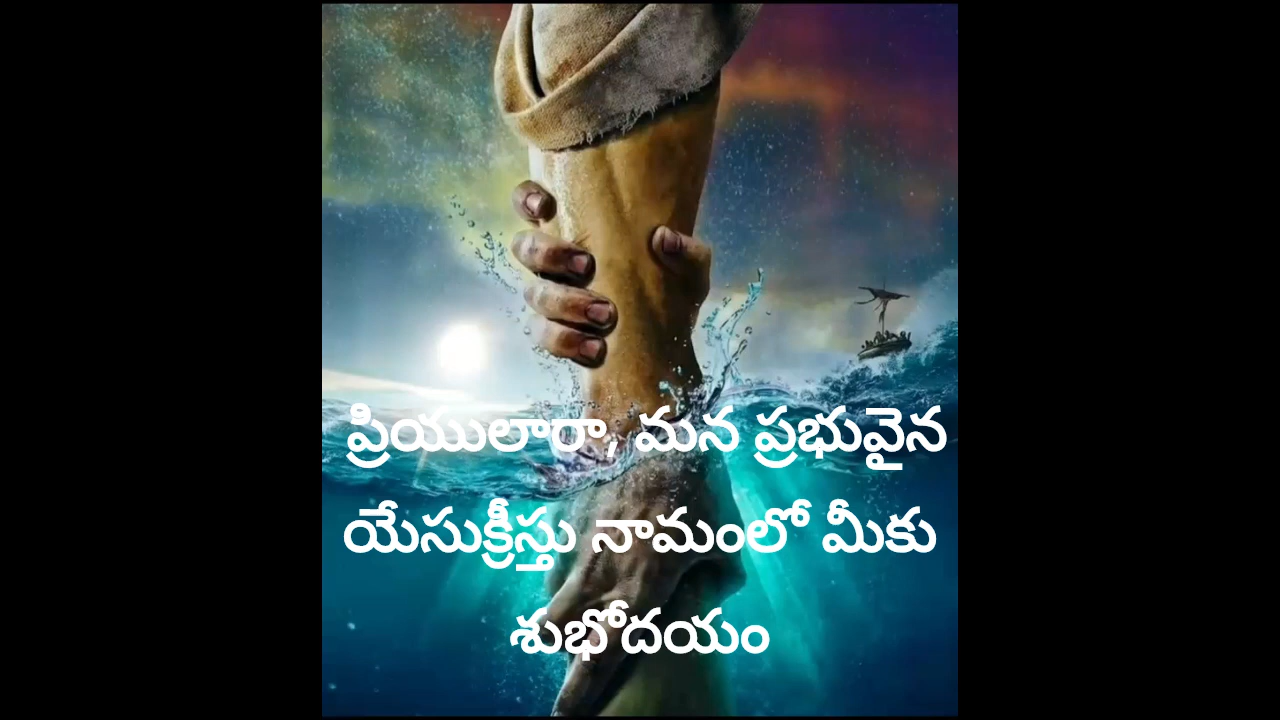 ప్రియులారా, మన ప్రభువైన
యేసుక్రీస్తు నామంలో మీకు
శుభోదయం